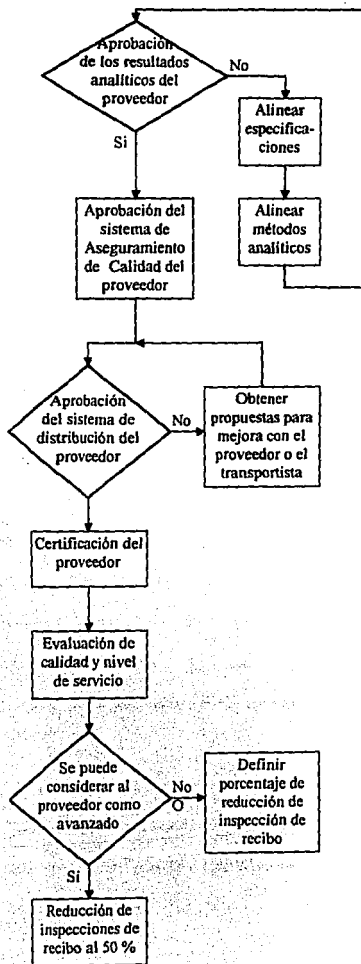 Aprobación
de los resultados
analíticos del
proveedor
No
Si
Alinear
especifica-
ciones
Alinear
métodos
analíticos
Aprobación del
sistema de
Aseguramiento
de Calidad del
proveedor
Aprobación
del sistema de
distribución del
proveedor
No
Obtener
propuestas para
mejora con el
proveedor o el
transportista
Certificación del
proveedor
Evaluación de
calidad y nivel
de servicio
Se puede
considerar al
proveedor como
avanzado
No
O
Sí
Definir
porcentaje de
reducción de
inspección de
recibo
Reducción de
inspecciones de
recibo al 50 %